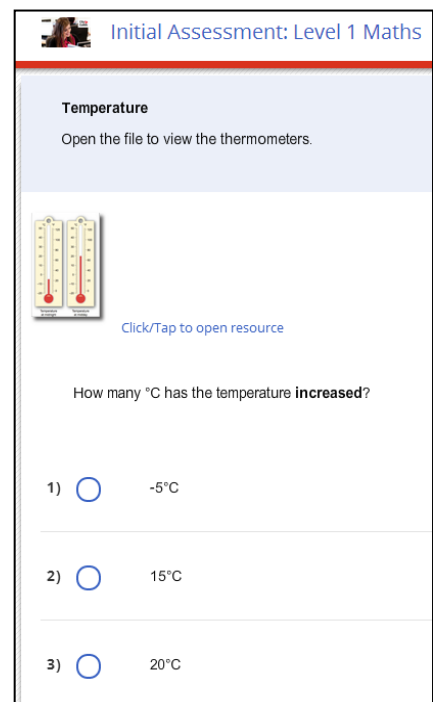 Initial Assessment: Level 1 Maths
Temperature
Open the file to view the thermometers.
Click/Tap to open resource
How many °C has the temperature increased?
1) -5°C
2) 15°C
3) 20°C